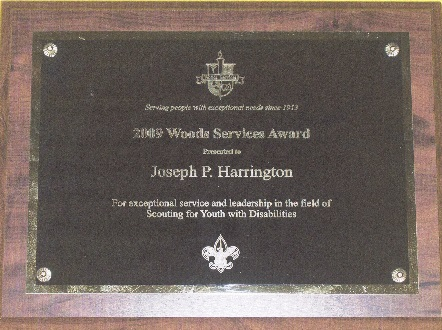 Serving people with exceptional needs since 1913
2009 Woods Services Award
Presented to
Joseph P. Harrington
For exceptional service and leadership in the field of
Scouting for Youth with Disabilities